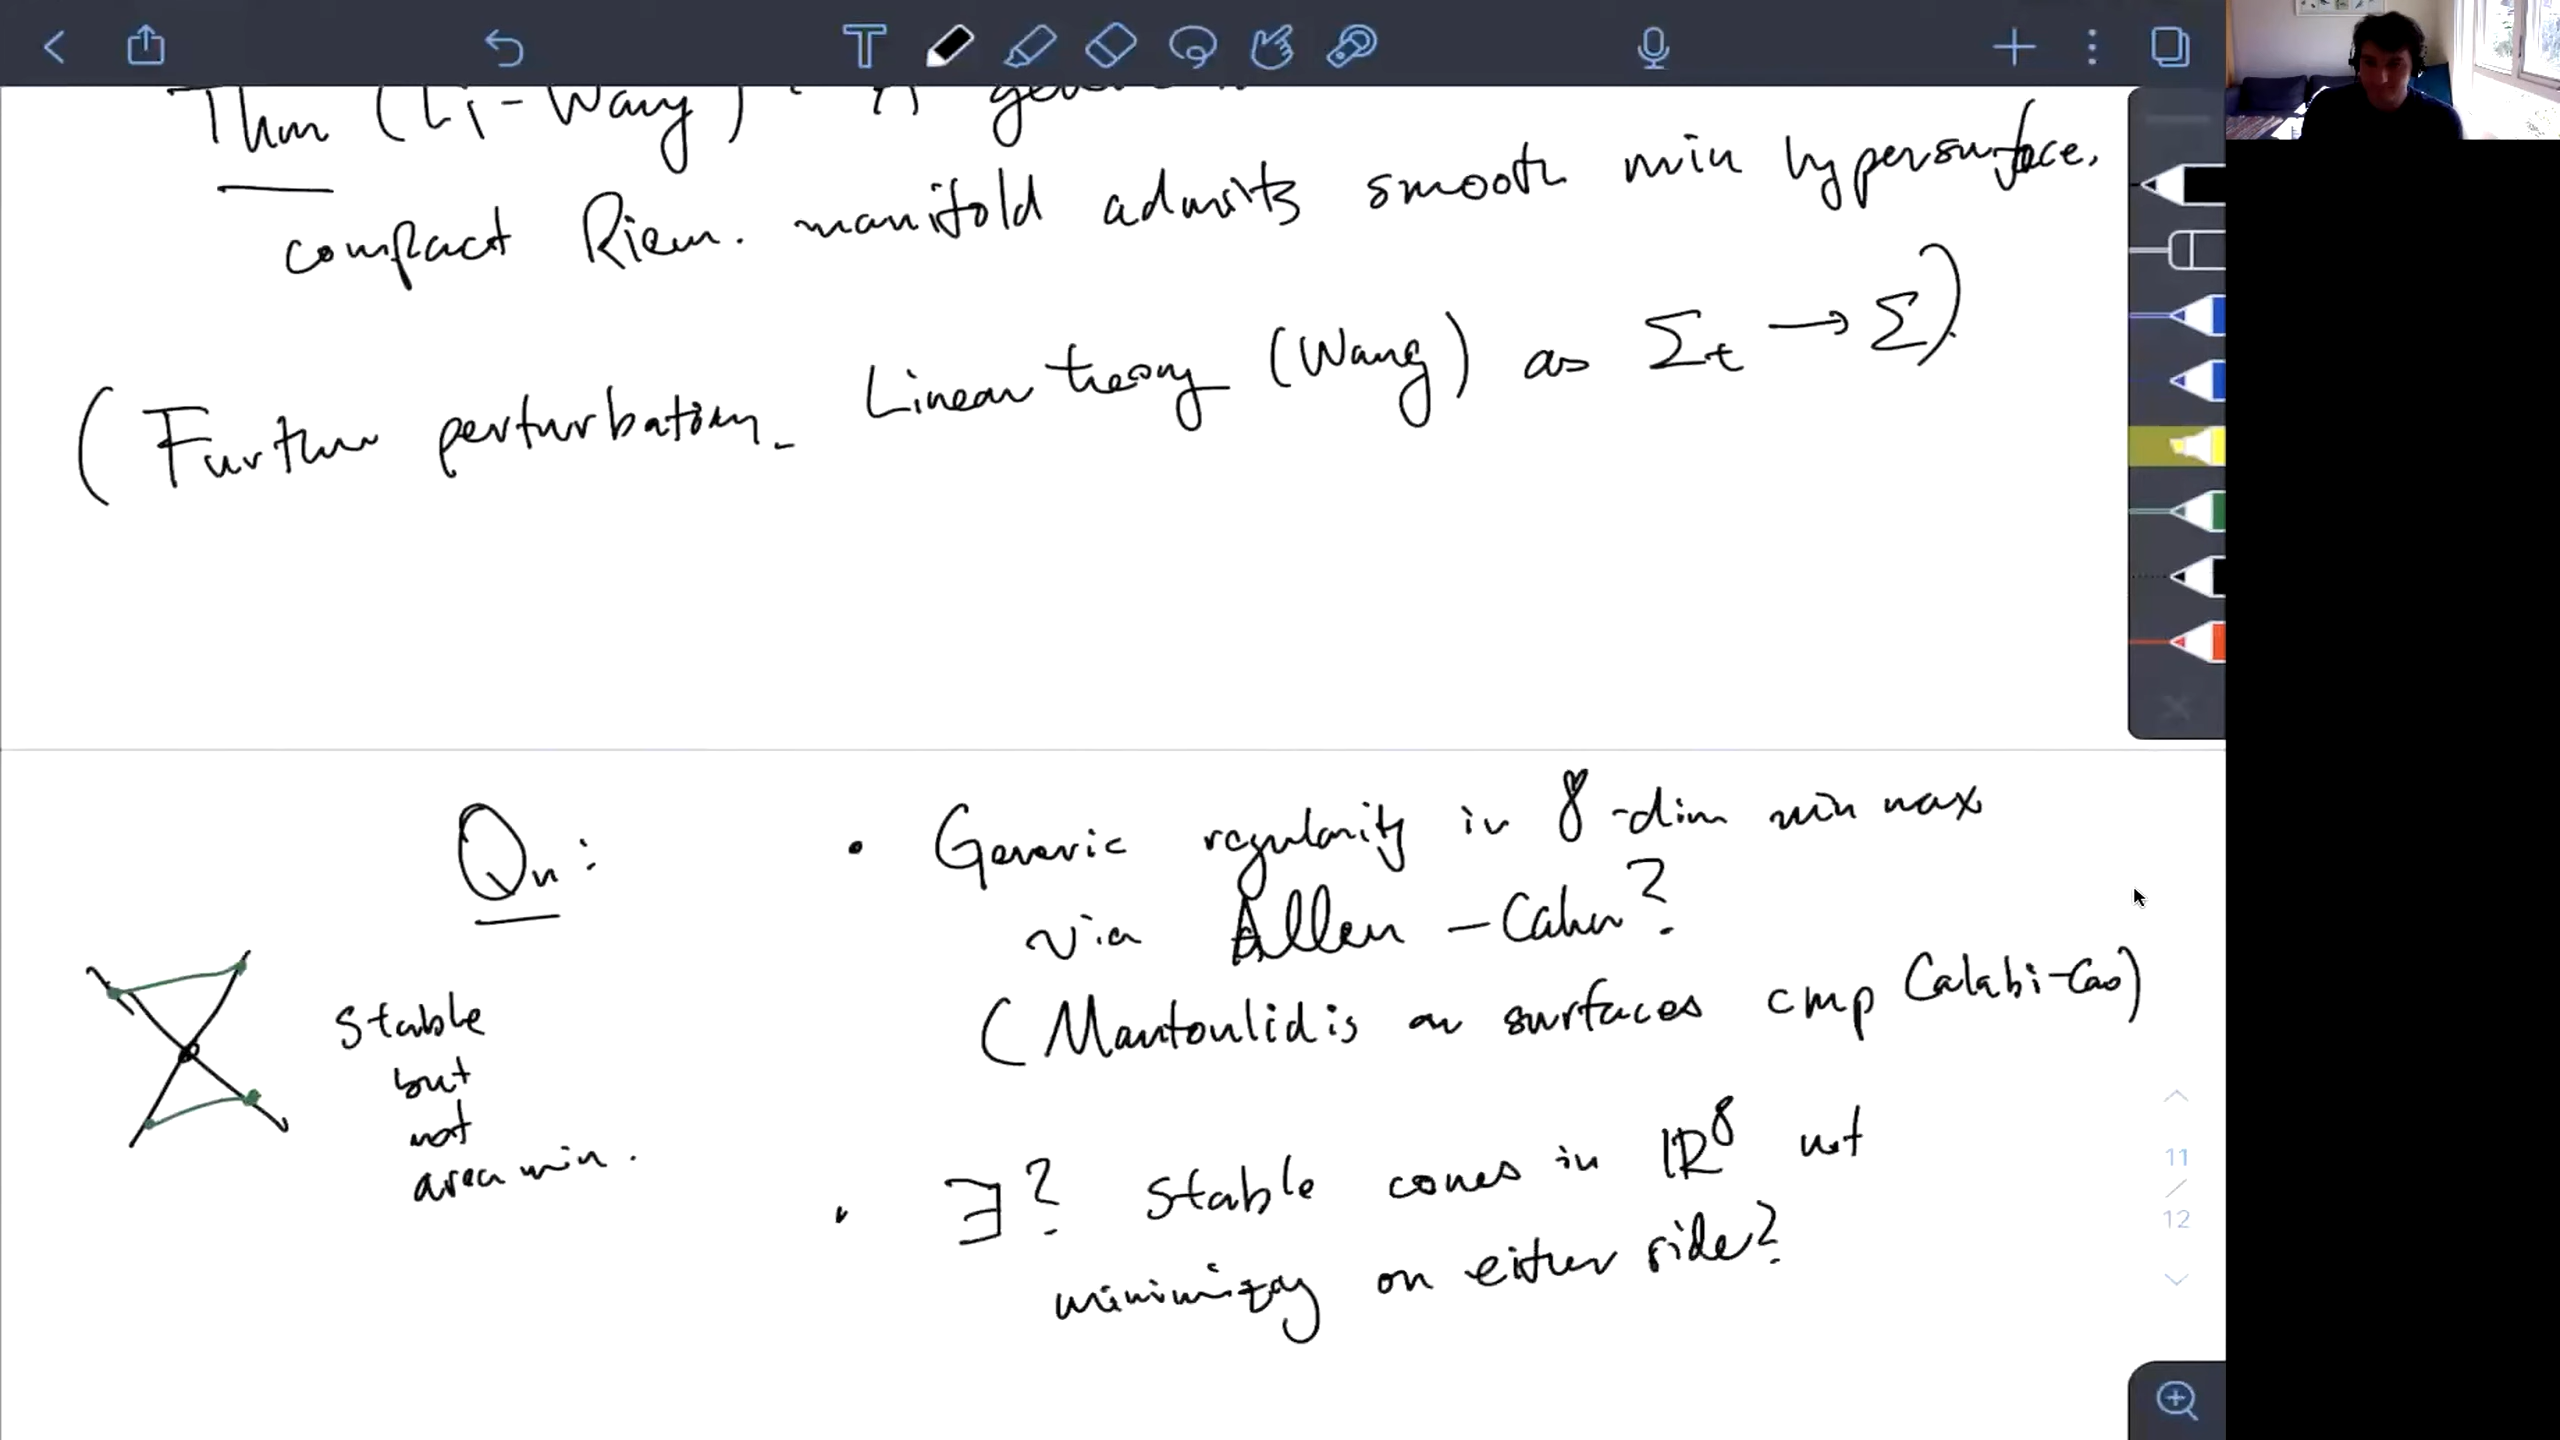 Thm (Li-Wang): A
compact Riem. manifold admits smooth min hypersurface.
(Further perturbation - Linear theory (Wang) as Σt → Σ)
Qn:
• Generic regularity in 8-dim min max
via Allen-Cahn?
(Mantoulidis on surfaces cmp Calabi-Cao)
• ∃? Stable cones in ℝ⁸ not
minimizing on either side?
Stable
but
not
area min.
11
/
12